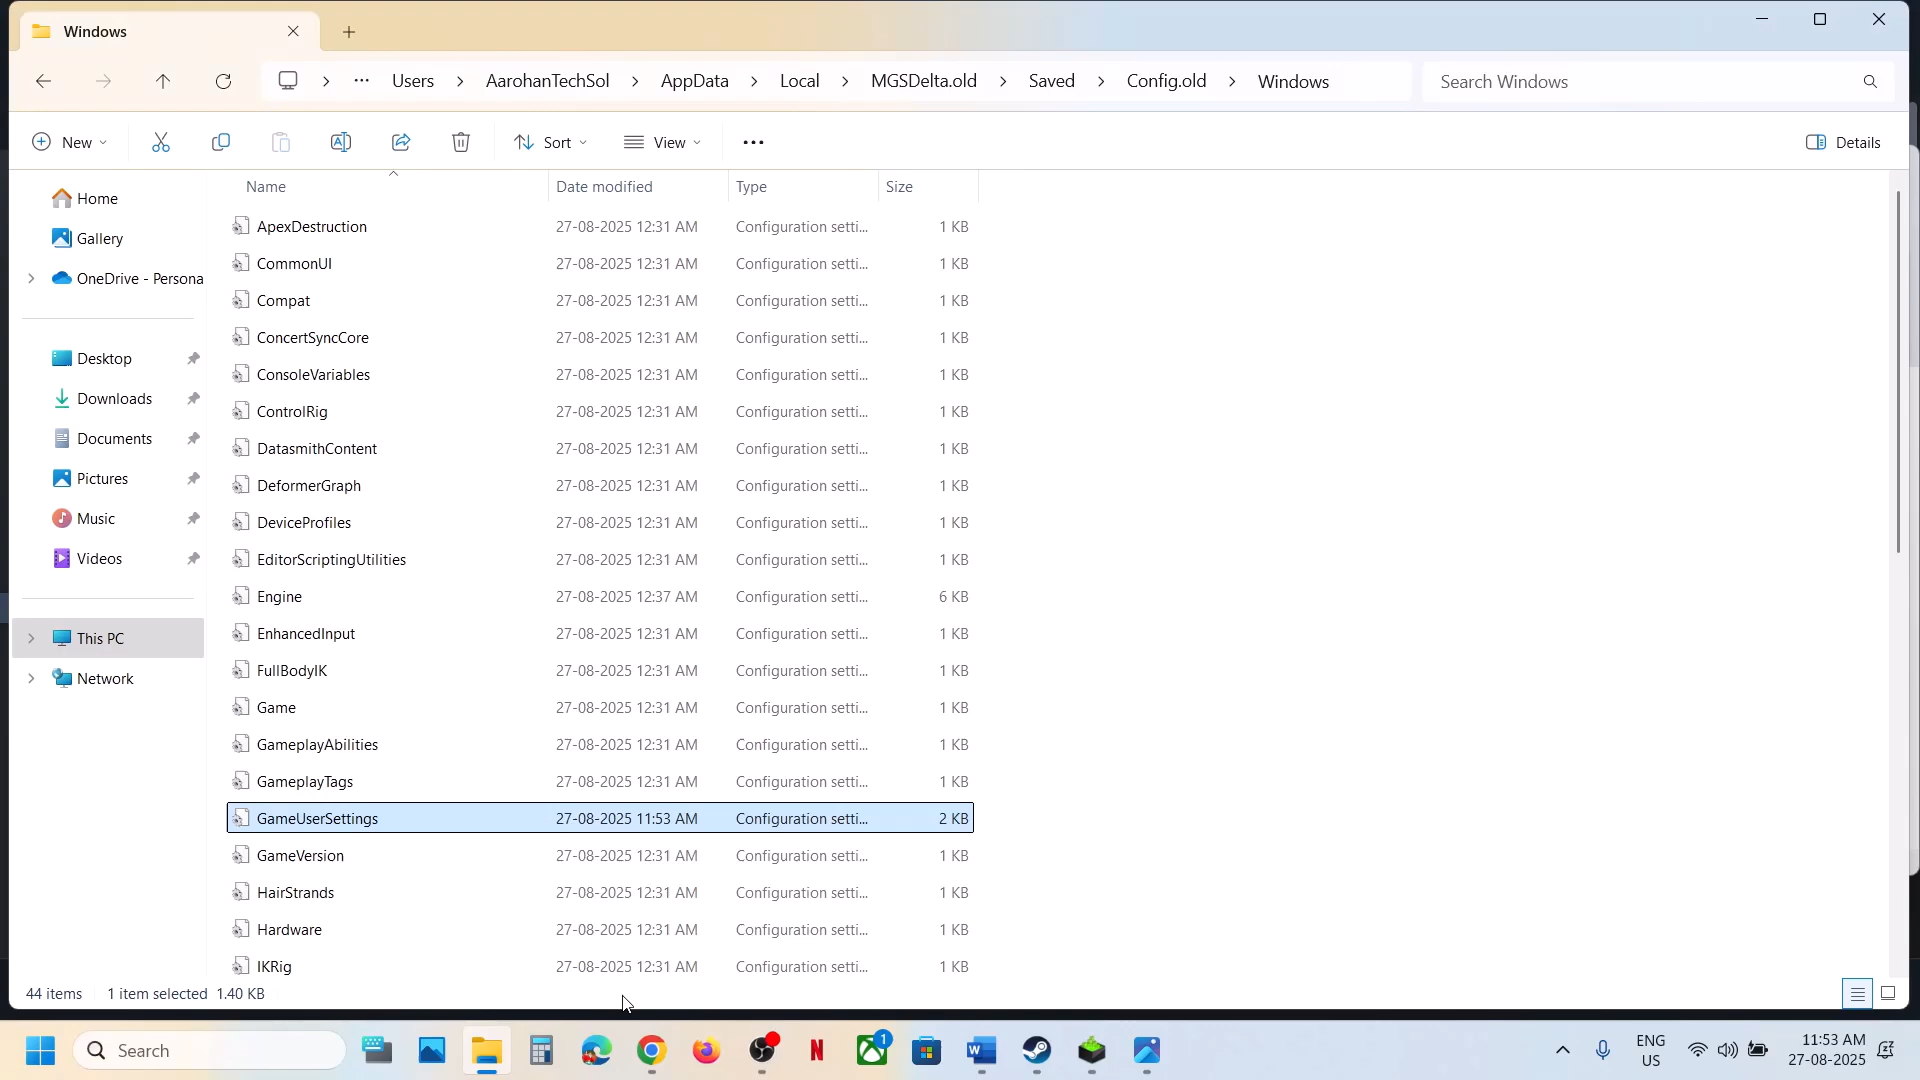 Windows
Users > AarohanTechSol > AppData > Local > MGSDelta.old > Saved > Config.old > Windows
Search Windows
New
Sort
View
Details
Name Date modified Type Size
Home
Gallery
OneDrive - Persona
Desktop
Downloads
Documents
Pictures
Music
Videos
This PC
Network
ApexDestruction 27-08-2025 12:31 AM Configuration setti... 1 KB
CommonUI 27-08-2025 12:31 AM Configuration setti... 1 KB
Compat 27-08-2025 12:31 AM Configuration setti... 1 KB
ConcertSyncCore 27-08-2025 12:31 AM Configuration setti... 1 KB
ConsoleVariables 27-08-2025 12:31 AM Configuration setti... 1 KB
ControlRig 27-08-2025 12:31 AM Configuration setti... 1 KB
DatasmithContent 27-08-2025 12:31 AM Configuration setti... 1 KB
DeformerGraph 27-08-2025 12:31 AM Configuration setti... 1 KB
DeviceProfiles 27-08-2025 12:31 AM Configuration setti... 1 KB
EditorScriptingUtilities 27-08-2025 12:31 AM Configuration setti... 1 KB
Engine 27-08-2025 12:37 AM Configuration setti... 6 KB
EnhancedInput 27-08-2025 12:31 AM Configuration setti... 1 KB
FullBodyIK 27-08-2025 12:31 AM Configuration setti... 1 KB
Game 27-08-2025 12:31 AM Configuration setti... 1 KB
GameplayAbilities 27-08-2025 12:31 AM Configuration setti... 1 KB
GameplayTags 27-08-2025 12:31 AM Configuration setti... 1 KB
GameUserSettings 27-08-2025 11:53 AM Configuration setti... 2 KB
GameVersion 27-08-2025 12:31 AM Configuration setti... 1 KB
HairStrands 27-08-2025 12:31 AM Configuration setti... 1 KB
Hardware 27-08-2025 12:31 AM Configuration setti... 1 KB
IKRig 27-08-2025 12:31 AM Configuration setti... 1 KB
44 items 1 item selected 1.40 KB
Search
1
ENG
US
11:53 AM
27-08-2025